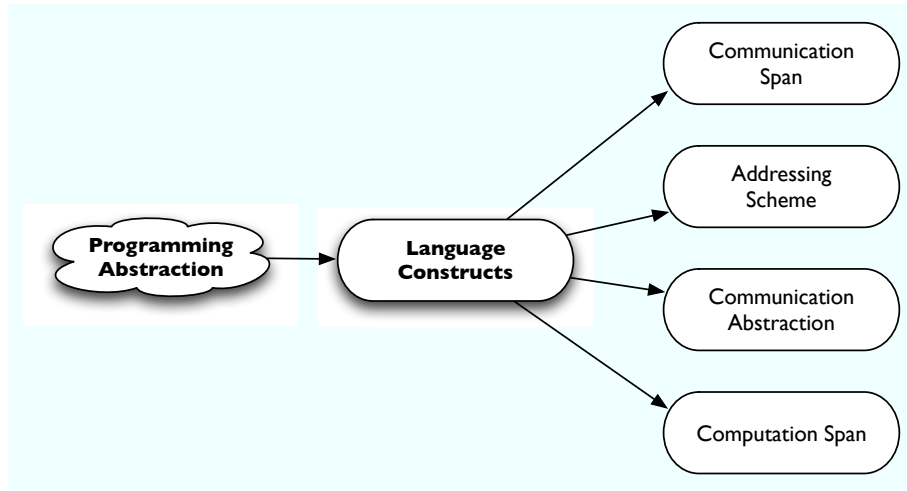 Programming
Abstraction
Language
Constructs
Communication
Span
Addressing
Scheme
Communication
Abstraction
Computation Span